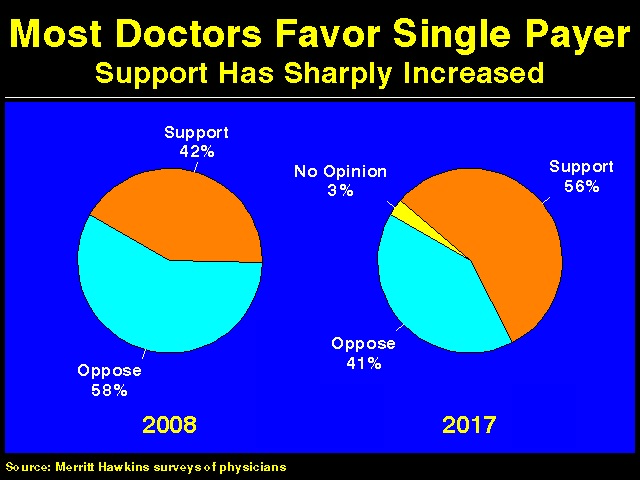 Most Doctors Favor Single Payer
Support Has Sharply Increased
Support
42%
Oppose
58%
2008
No Opinion
3%
Support
56%
Oppose
41%
2017
Source: Merritt Hawkins surveys of physicians